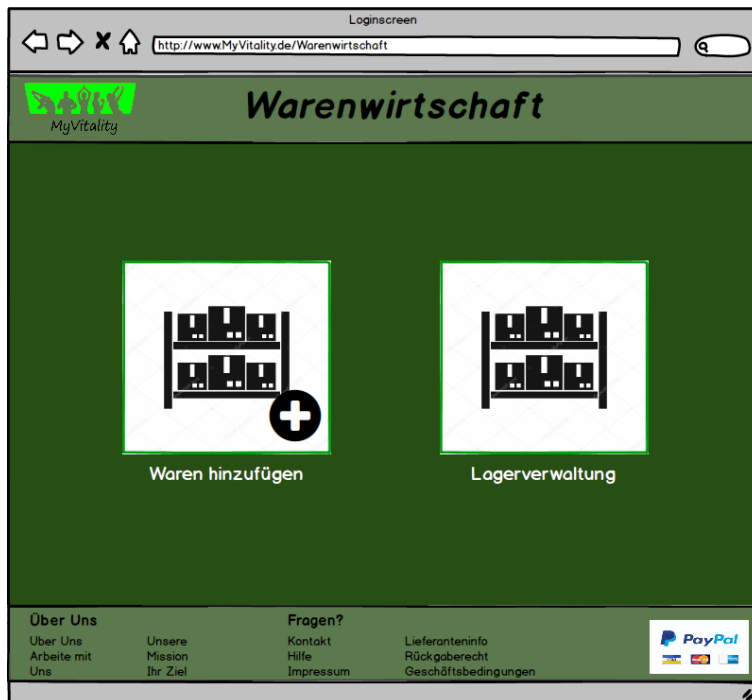 Loginscreen
http://www.MyVitality.de/Warenwirtschaft
MyVitality
Warenwirtschaft
Waren hinzufügen
Lagerverwaltung
Über Uns
Fragen?
Uber Uns
Unsere
Kontakt
Lieferanteninfo
Arbeite mit
Mission
Hilfe
Rückgaberecht
Uns
Ihr Ziel
Impressum
Geschäftsbedingungen
PayPal